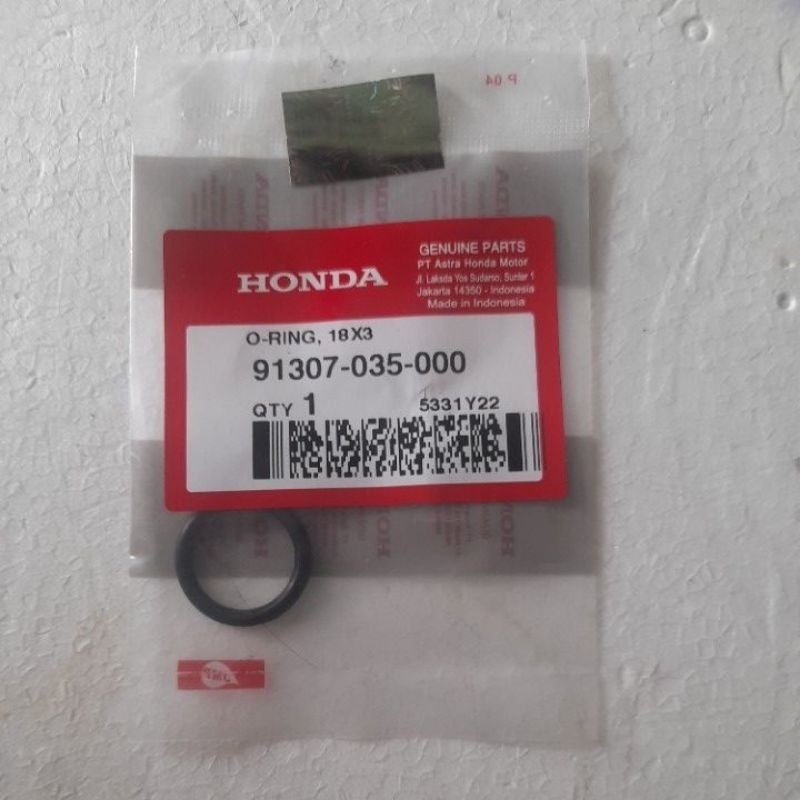 P 04
HONDA
GENUINE PARTS
PT Astra Honda Motor
Jl. Laksda Yos Sudarso, Sunter 1
Jakarta 14350 - Indonesia
Made in Indonesia
O-RING, 18X3
91307-035-000
QTY 1
5331Y22